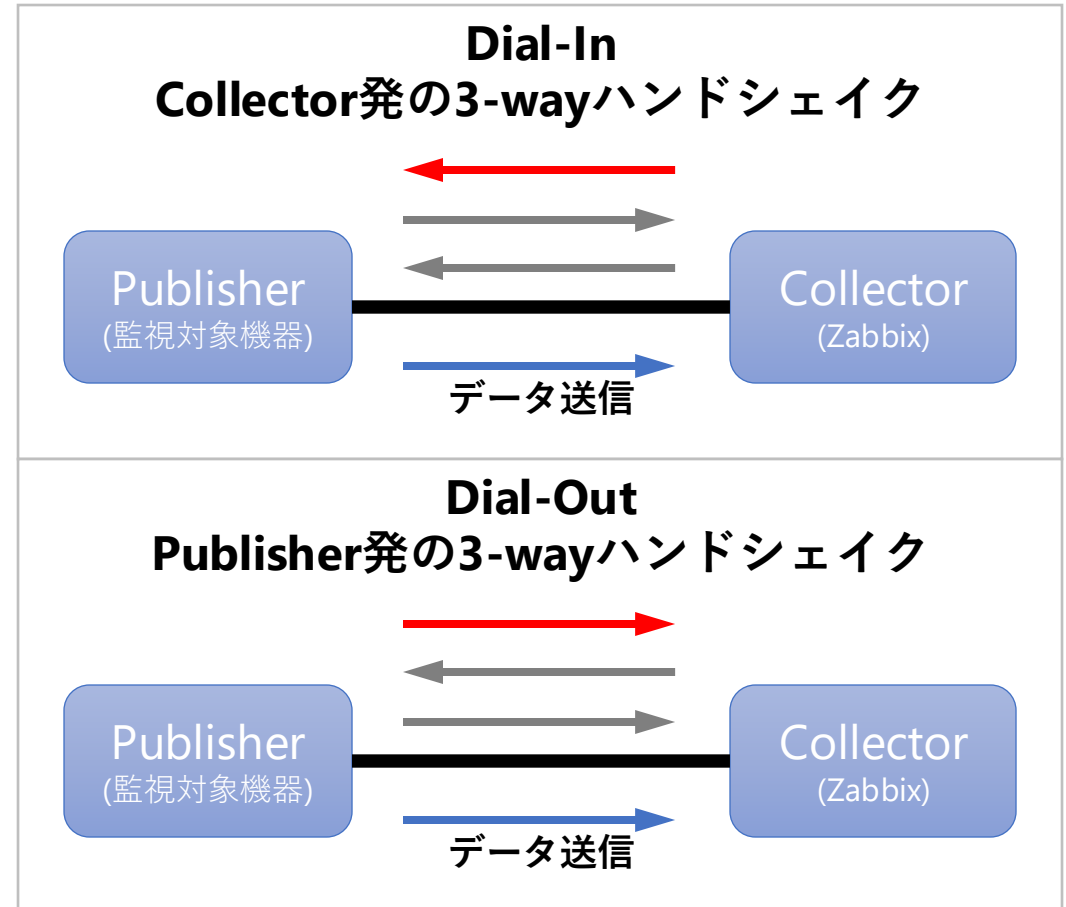 Dial-In
Collector発の3-wayハンドシェイク
Publisher
(監視対象機器)
Collector
(Zabbix)
データ送信
Dial-Out
Publisher発の3-wayハンドシェイク
Publisher
(監視対象機器)
Collector
(Zabbix)
データ送信